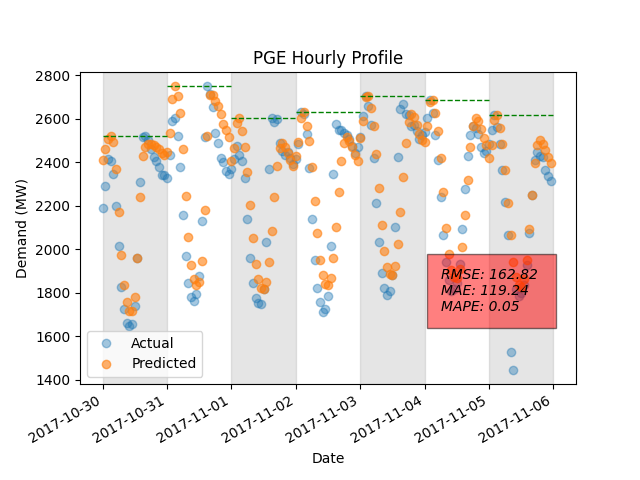 PGE Hourly Profile
Demand (MW)
2800
2600
2400
2200
2000
1800
1600
1400
RMSE: 162.82
MAE: 119.24
MAPE: 0.05
Actual
Predicted
2017-10-30
2017-10-31
2017-11-01
2017-11-02
2017-11-03
2017-11-04
2017-11-05
2017-11-06
Date